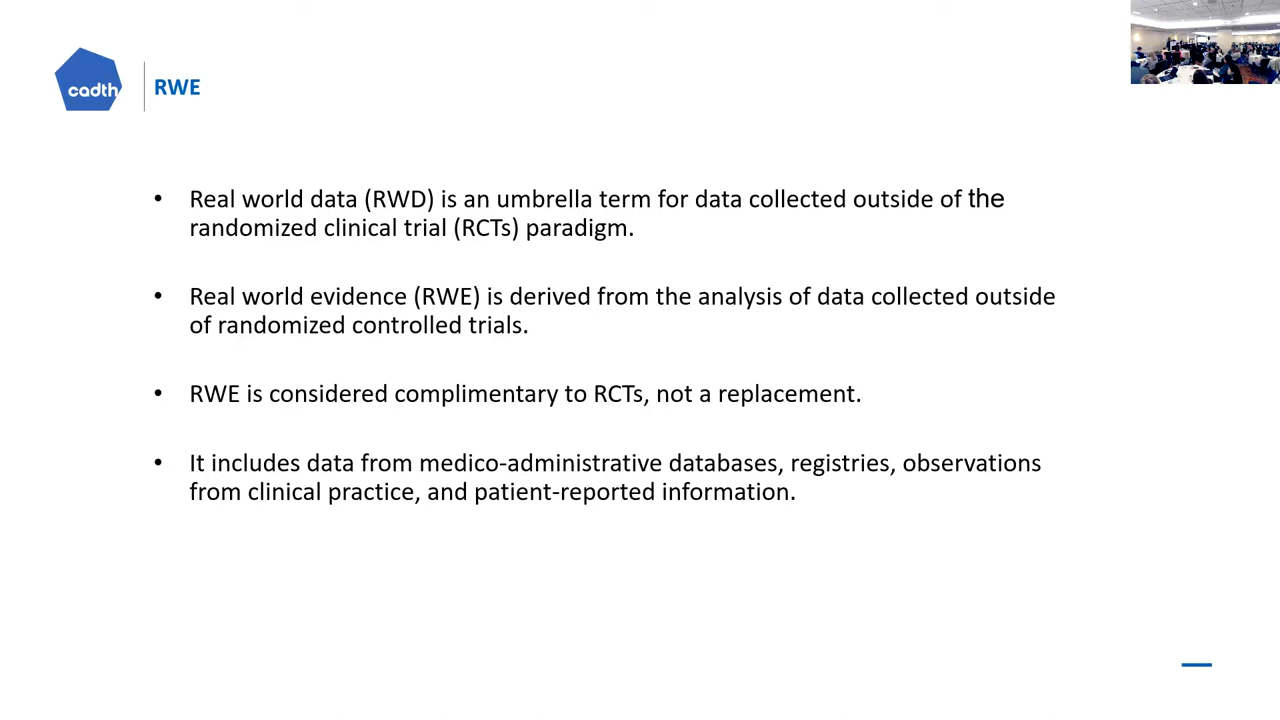 cadth
RWE
• Real world data (RWD) is an umbrella term for data collected outside of the
randomized clinical trial (RCTs) paradigm.
• Real world evidence (RWE) is derived from the analysis of data collected outside
of randomized controlled trials.
• RWE is considered complimentary to RCTs, not a replacement.
• It includes data from medico-administrative databases, registries, observations
from clinical practice, and patient-reported information.